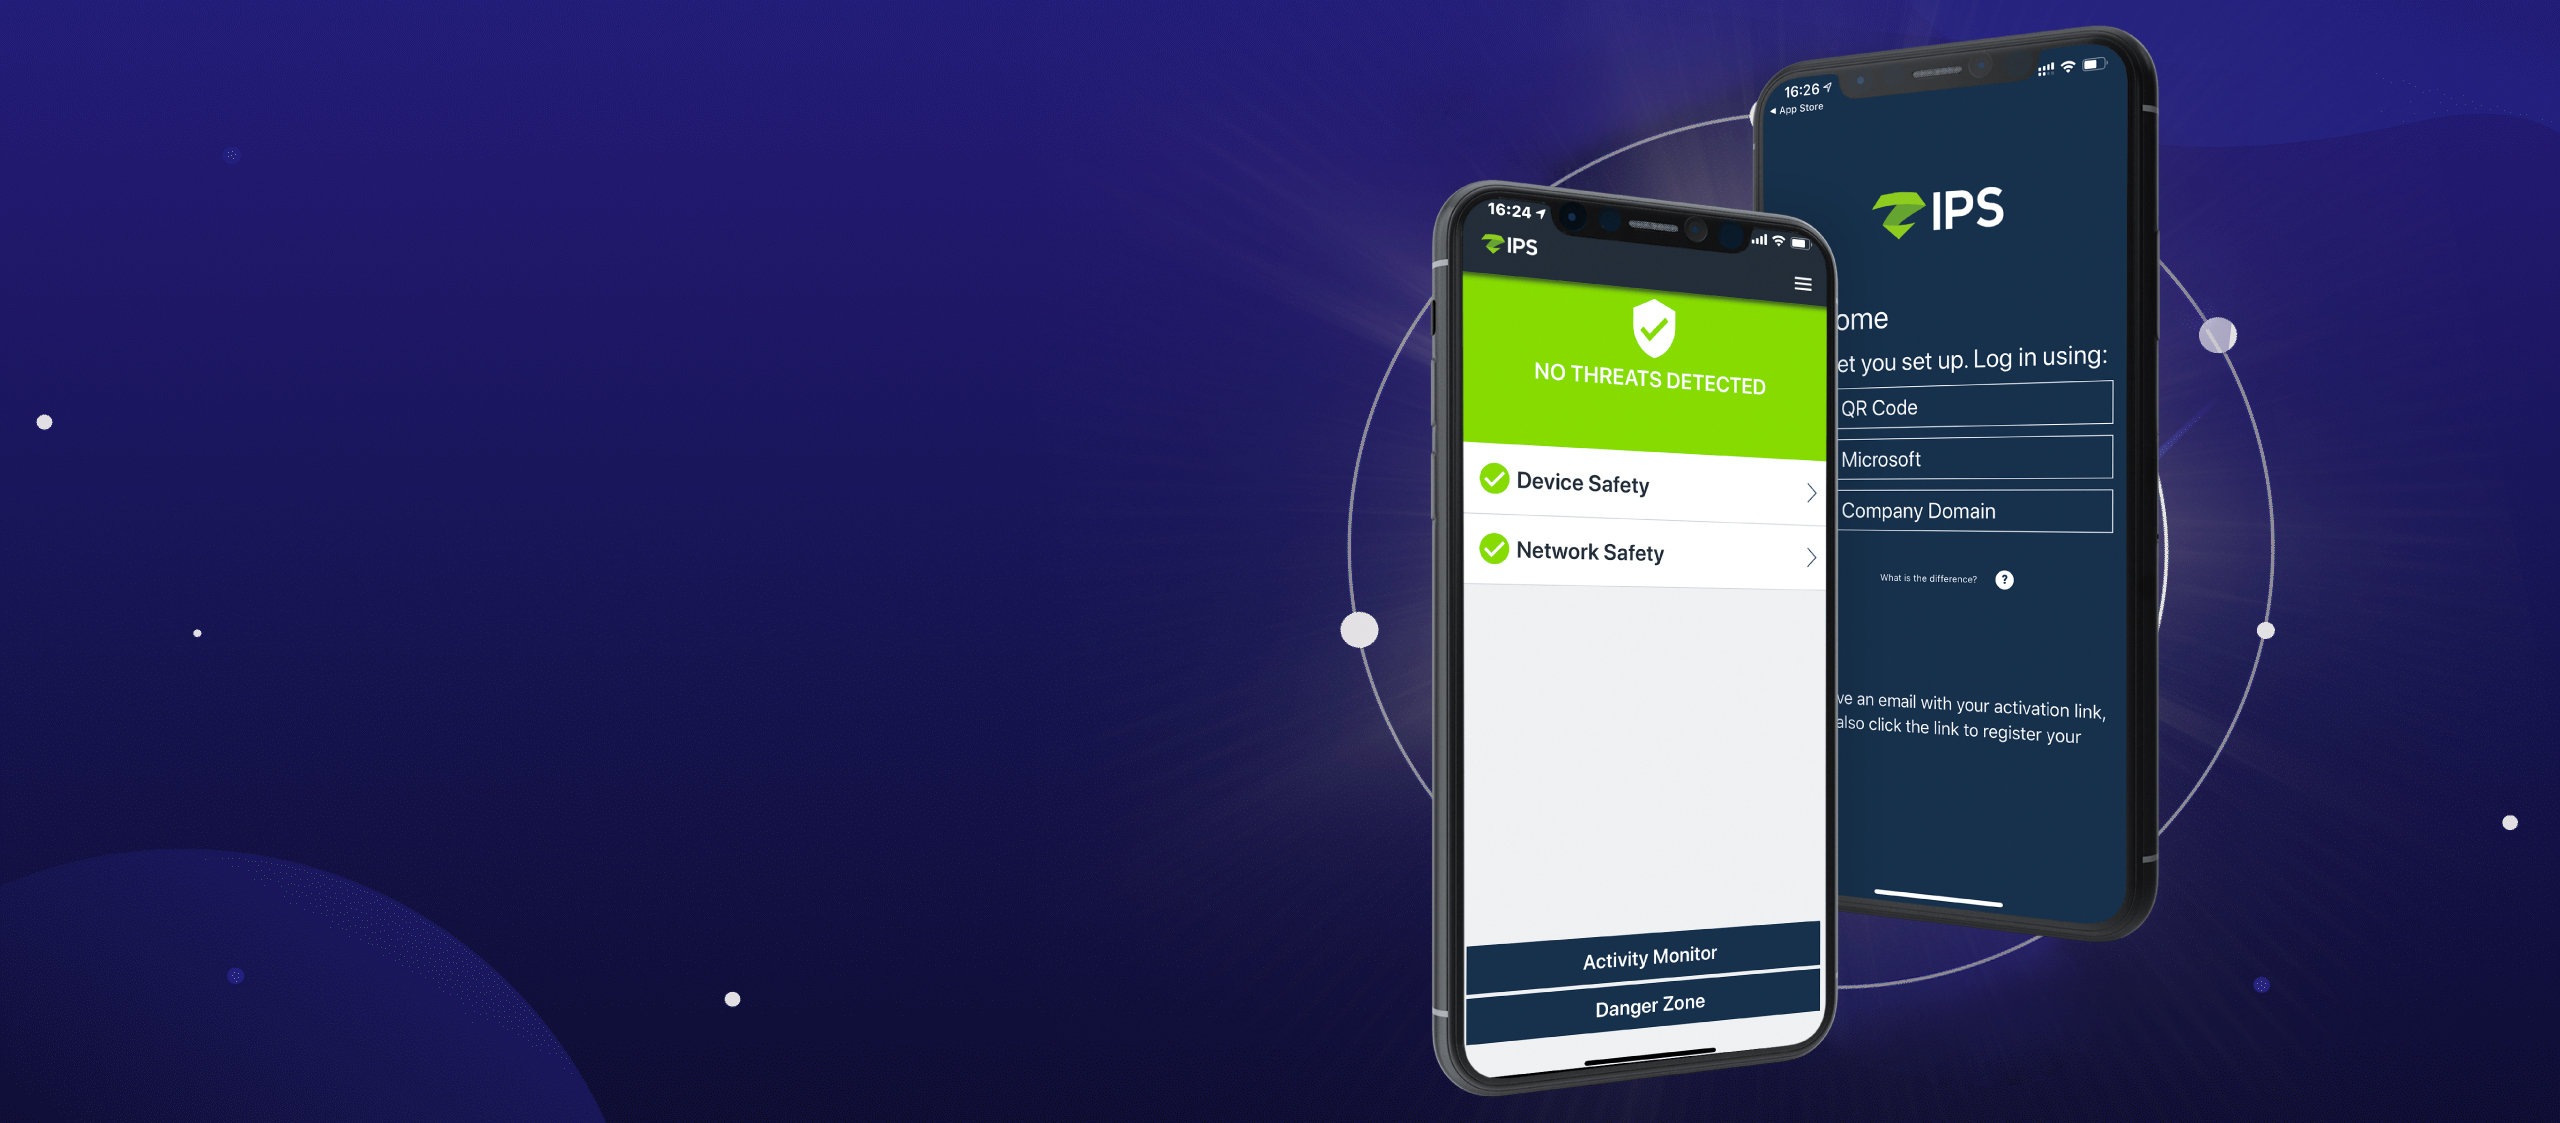 16:24
IPS
NO THREATS DETECTED
Device Safety
Network Safety
Activity Monitor
Danger Zone
16:26
App Store
IPS
ome
et you set up. Log in using:
QR Code
Microsoft
Company Domain
What is the difference? ?
ve an email with your activation link,
also click the link to register your